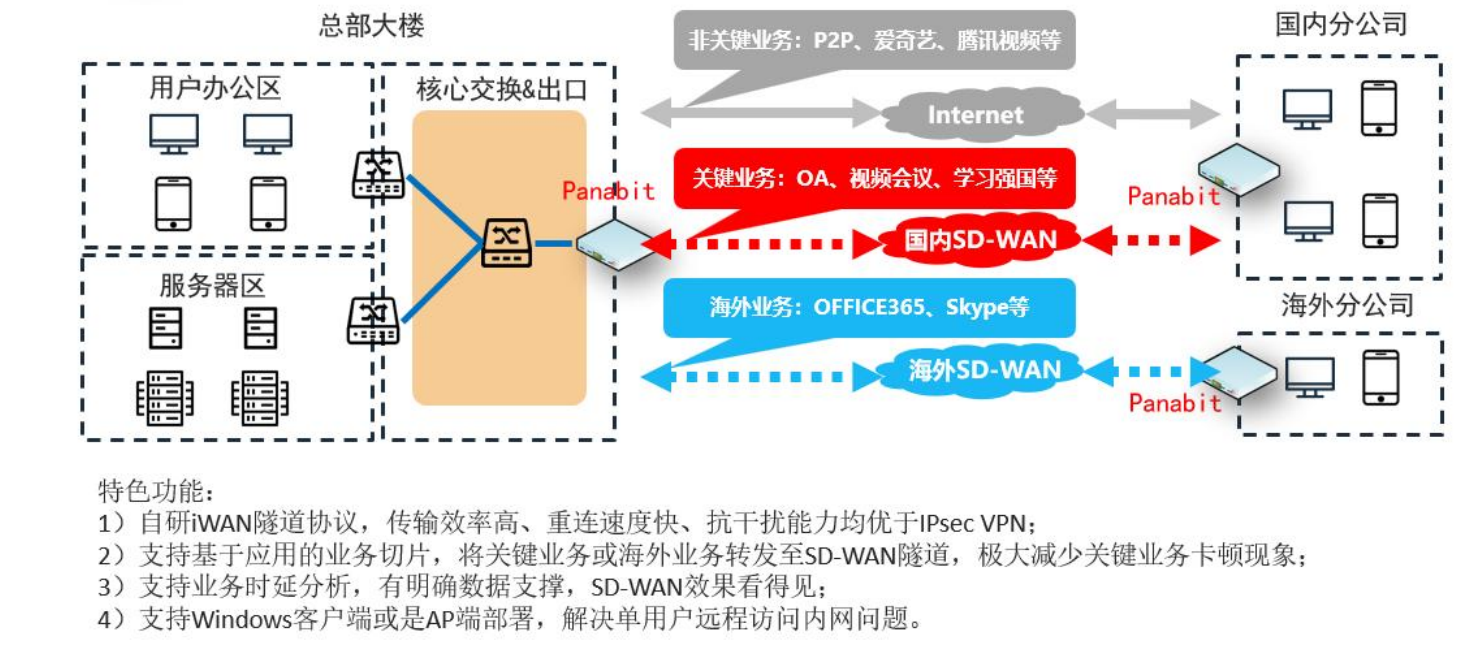 总部大楼
国内分公司
非关键业务：P2P、爱奇艺、腾讯视频等
用户办公区
核心交换&出口
Internet
关键业务：OA、视频会议、学习强国等
Panabit
Panabit
国内SD-WAN
服务器区
海外业务：OFFICE365、Skype等
海外分公司
海外SD-WAN
Panabit
特色功能：
1）自研iWAN隧道协议，传输效率高、重连速度快、抗干扰能力均优于IPsec VPN；
2）支持基于应用的业务切片，将关键业务或海外业务转发至SD-WAN隧道，极大减少关键业务卡顿现象；
3）支持业务时延分析，有明确数据支撑，SD-WAN效果看得见；
4）支持Windows客户端或是AP端部署，解决单用户远程访问内网问题。